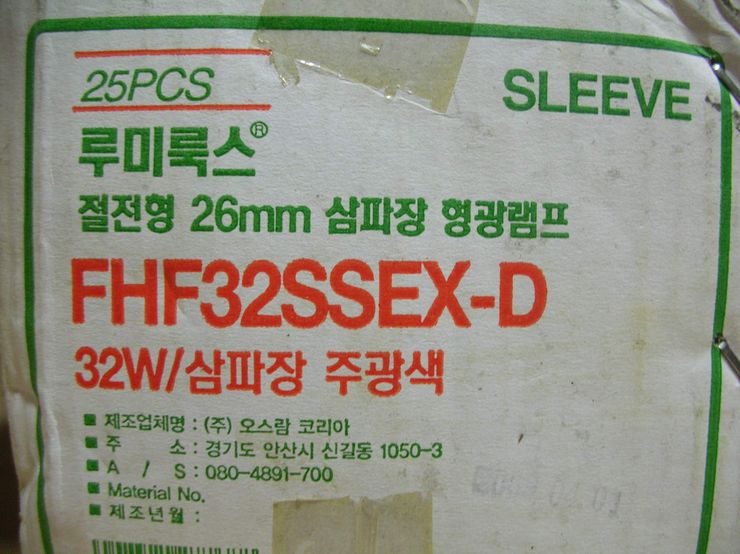 25PCS
SLEEVE
루미룩스®
절전형 26mm 삼파장 형광램프
FHF32SSEX-D
32W/삼파장 주광색
■ 제조업체명 : (주) 오스람 코리아
■ 주 소 : 경기도 안산시 신길동 1050-3
■ A / S : 080-4891-700
■ Material No.
■ 제조년월 :